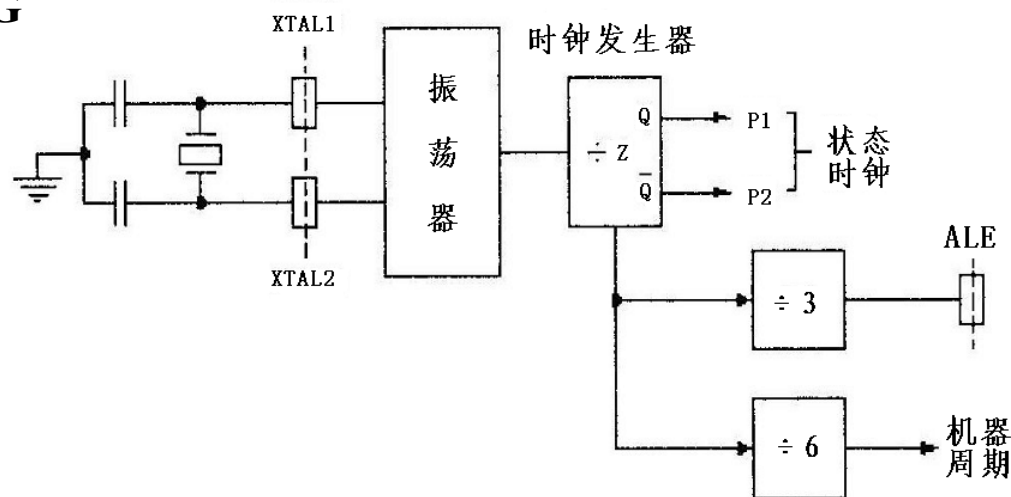 G
XTAL1
时钟发生器
振
荡
器
÷ Z
Q
Q̅
P1
P2
状态
时钟
XTAL2
ALE
÷ 3
÷ 6
机器
周期